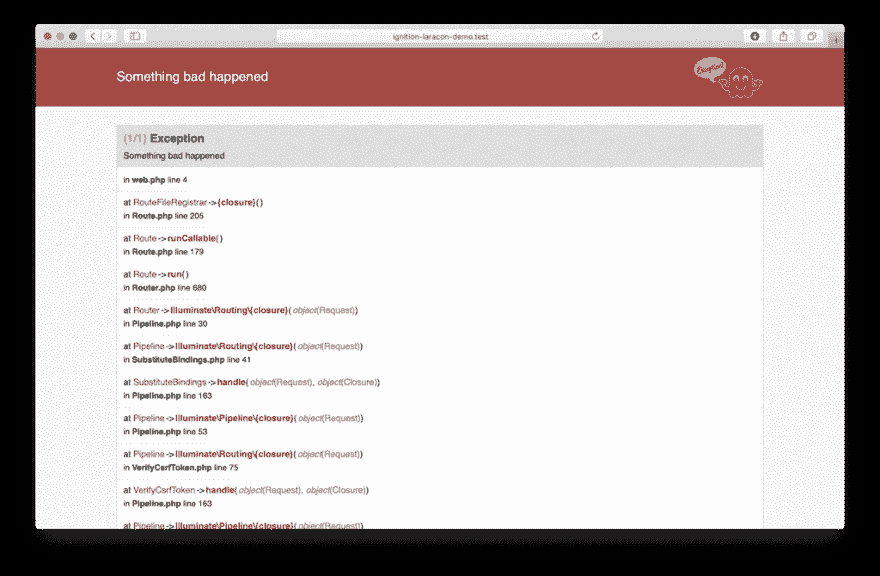 ignition-laracon-demo.test
Something bad happened
Exception!
(1/1) Exception
Something bad happened
in web.php line 4
at RouteFileRegistrar->{closure}()
in Route.php line 205
at Route->runCallable()
in Route.php line 179
at Route->run()
in Router.php line 680
at Router->Illuminate\Routing\{closure}(object(Request))
in Pipeline.php line 30
at Pipeline->Illuminate\Routing\{closure}(object(Request))
in SubstituteBindings.php line 41
at SubstituteBindings->handle(object(Request), object(Closure))
in Pipeline.php line 163
at Pipeline->Illuminate\Pipeline\{closure}(object(Request))
in Pipeline.php line 53
at Pipeline->Illuminate\Routing\{closure}(object(Request))
in VerifyCsrfToken.php line 75
at VerifyCsrfToken->handle(object(Request), object(Closure))
in Pipeline.php line 163
at Pipeline->Illuminate\Pipeline\{closure}(object(Request))